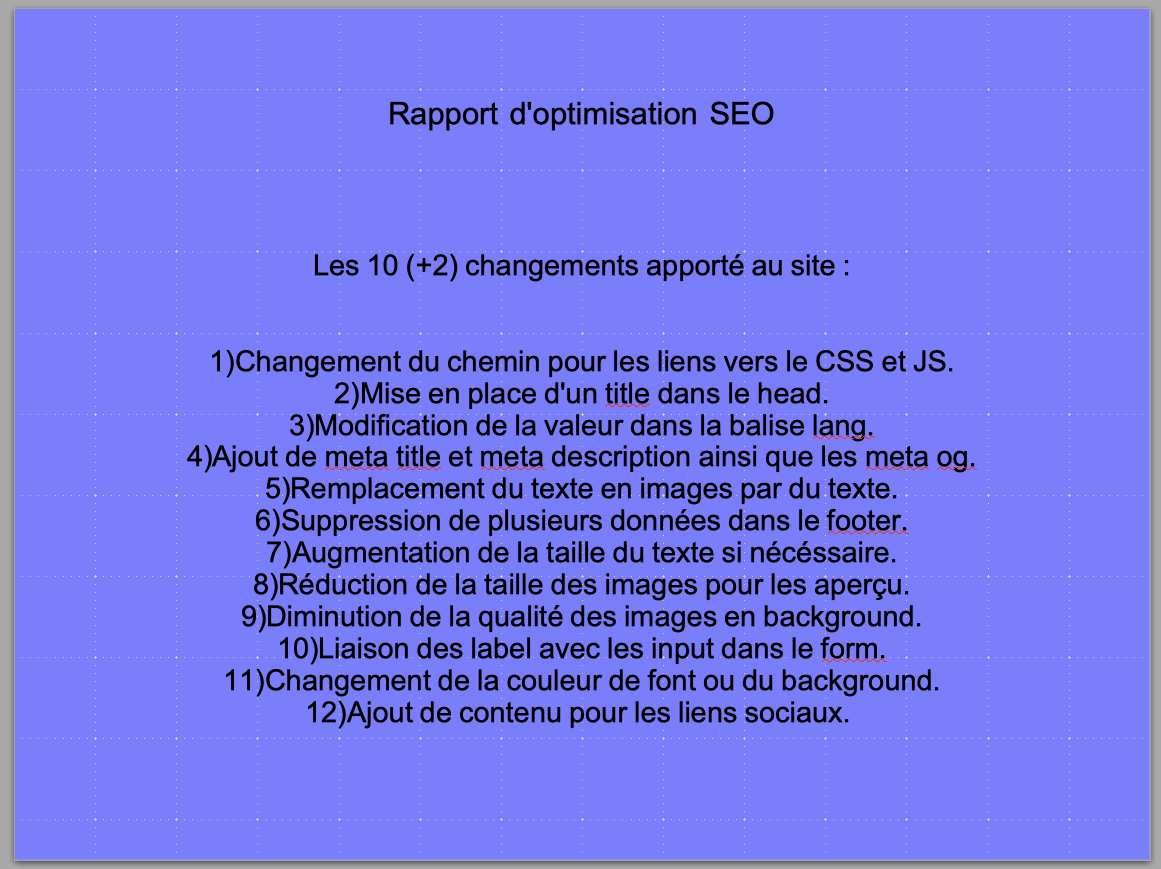 Rapport d'optimisation SEO
Les 10 (+2) changements apporté au site :
1)Changement du chemin pour les liens vers le CSS et JS.
2)Mise en place d'un title dans le head.
3)Modification de la valeur dans la balise lang.
4)Ajout de meta title et meta description ainsi que les meta og.
5)Remplacement du texte en images par du texte.
6)Suppression de plusieurs données dans le footer.
7)Augmentation de la taille du texte si nécéssaire.
8)Réduction de la taille des images pour les aperçu.
9)Diminution de la qualité des images en background.
10)Liaison des label avec les input dans le form.
11)Changement de la couleur de font ou du background.
12)Ajout de contenu pour les liens sociaux.